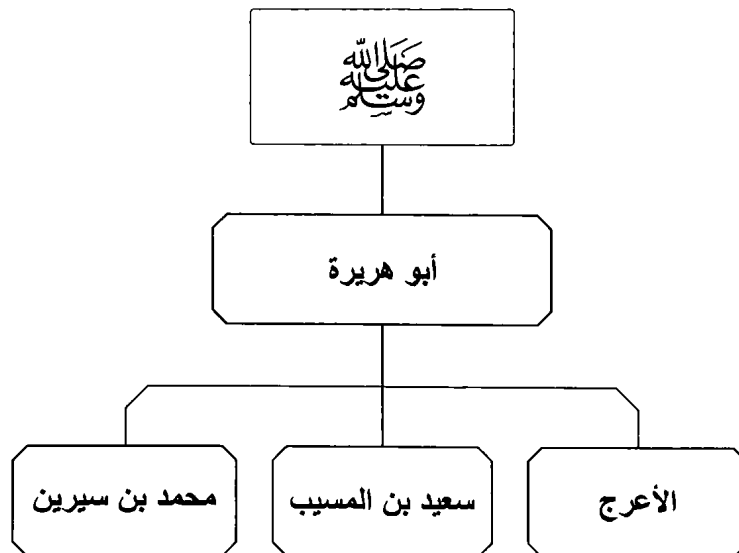 صلى الله عليه وسلم
أبو هريرة
الأعرج
سعيد بن المسيب
محمد بن سيرين